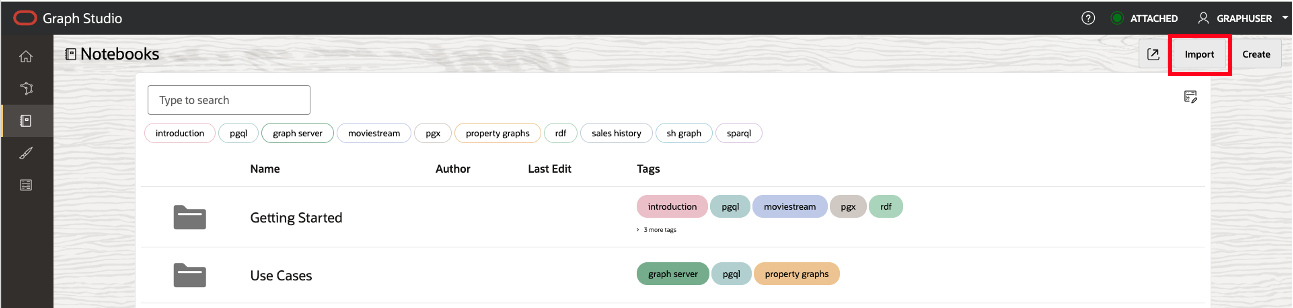 Graph Studio
ATTACHED
GRAPHUSER
Notebooks
Import
Create
Type to search
introduction pgql graph server moviestream pgx property graphs rdf sales history sh graph sparql
Name Author Last Edit Tags
Getting Started
introduction pgql moviestream pgx rdf
3 more tags
Use Cases
graph server pgql property graphs